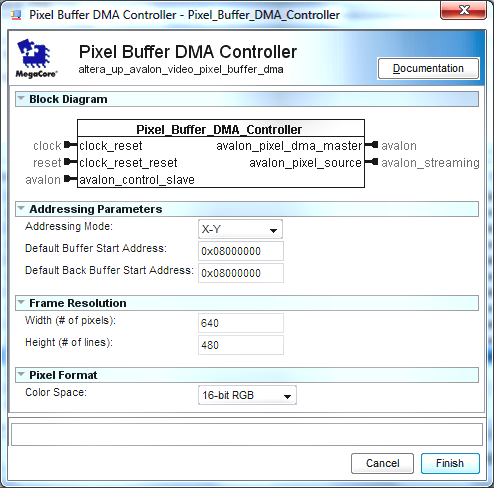 Pixel Buffer DMA Controller - Pixel_Buffer_DMA_Controller
Pixel Buffer DMA Controller
altera_up_avalon_video_pixel_buffer_dma
MegaCore®
Documentation
Block Diagram
Pixel_Buffer_DMA_Controller
clock clock_reset avalon_pixel_dma_master avalon
reset clock_reset_reset avalon_pixel_source avalon_streaming
avalon avalon_control_slave
Addressing Parameters
Addressing Mode: X-Y
Default Buffer Start Address: 0x08000000
Default Back Buffer Start Address: 0x08000000
Frame Resolution
Width (# of pixels): 640
Height (# of lines): 480
Pixel Format
Color Space: 16-bit RGB
Cancel Finish